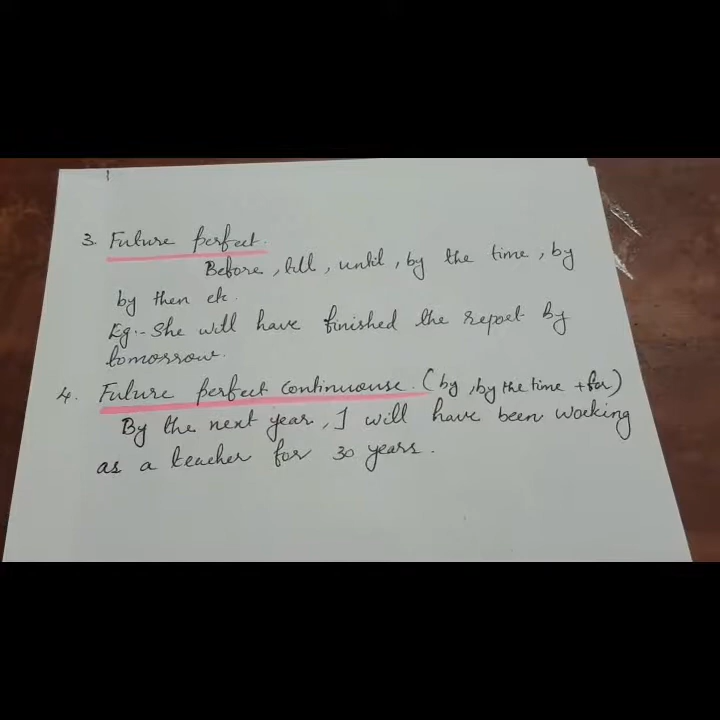 3. Future perfect.
Before, till, until, by the time, by
by then etc.
Eg:- She will have finished the report by
tomorrow.
4. Future perfect continuouse. (by, by the time + for)
By the next year, I will have been working
as a teacher for 30 years.